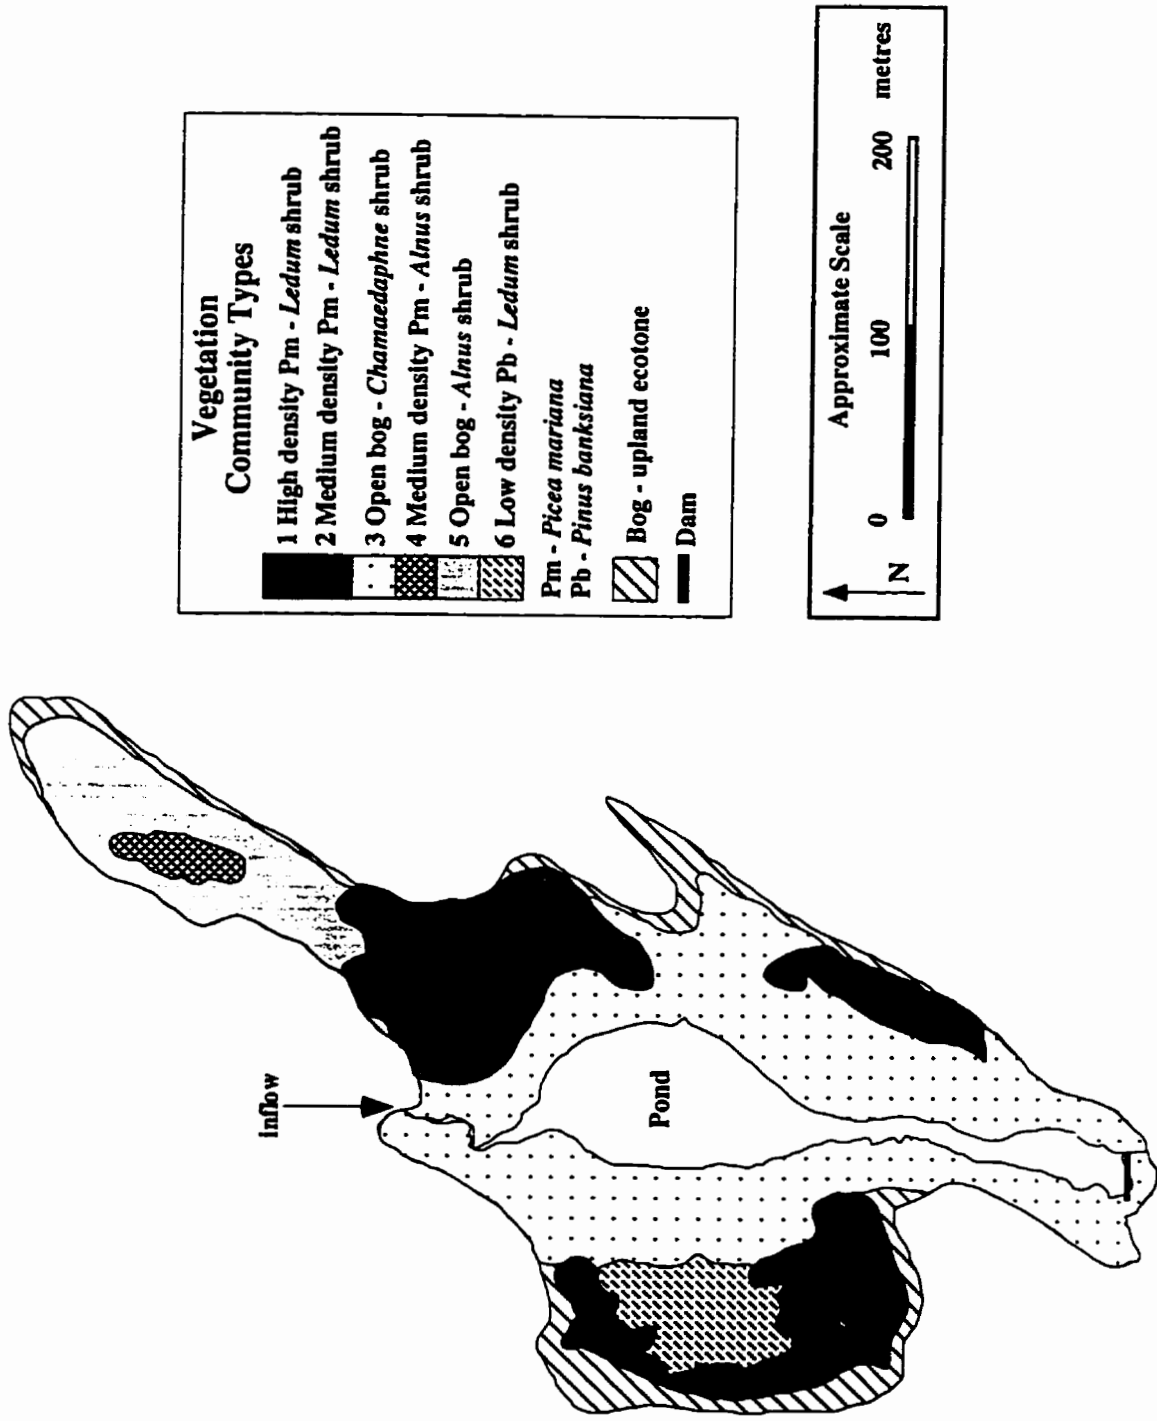 Vegetation
Community Types
1 High density Pm - Ledum shrub
2 Medium density Pm - Ledum shrub
3 Open bog - Chamaedaphne shrub
4 Medium density Pm - Alnus shrub
5 Open bog - Alnus shrub
6 Low density Pb - Ledum shrub
Pm - Picea mariana
Pb - Pinus banksiana
Bog - upland ecotone
Dam
Approximate Scale
0 100 200 metres
N
inflow
Pond